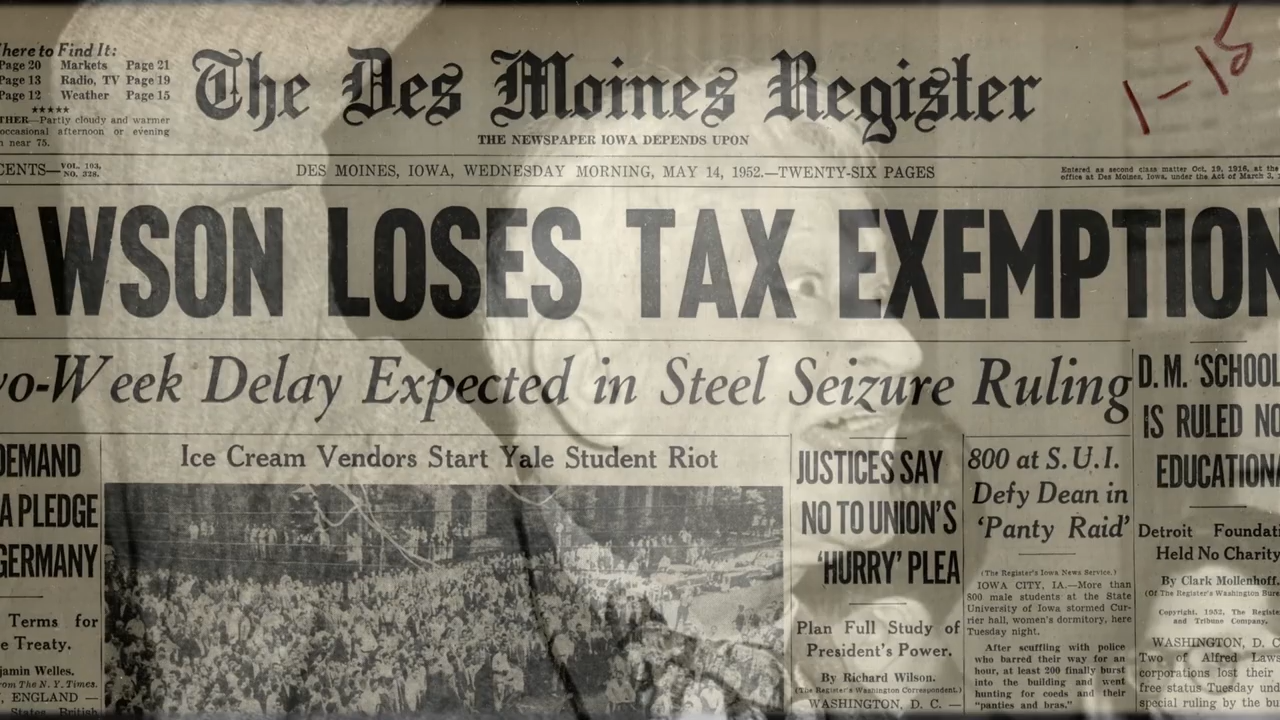 here to Find It:
Page 20 Markets Page 21
Page 13 Radio, TV Page 19
Page 12 Weather Page 15
★★★★★
THER—Partly cloudy and warmer
occasional afternoon or evening
near 75.
The Des Moines Register
THE NEWSPAPER IOWA DEPENDS UPON
1-15
CENTS— VOL. 103, NO. 328.
DES MOINES, IOWA, WEDNESDAY MORNING, MAY 14, 1952.—TWENTY-SIX PAGES
Entered as second class matter Oct. 19, 1916, at the
office at Des Moines, Iowa, under the Act of March 3,
AWSON LOSES TAX EXEMPTION
o-Week Delay Expected in Steel Seizure Ruling
DEMAND
A PLEDGE
GERMANY
Terms for
e Treaty.
jamin Welles.
rom The N. Y. Times.
, ENGLAND —
States, British
Ice Cream Vendors Start Yale Student Riot
JUSTICES SAY
NO TO UNION'S
'HURRY' PLEA
Plan Full Study of
President's Power.
By Richard Wilson.
(The Register's Washington Correspondent.)
WASHINGTON, D. C. —
800 at S.U.I.
Defy Dean in
'Panty Raid'
(The Register's Iowa News Service.)
IOWA CITY, IA.—More than
800 male students at the State
University of Iowa stormed Cur-
rier hall, women's dormitory, here
Tuesday night.
After scuffling with police
who barred their way for an
hour, at least 200 finally burst
into the building and went
hunting for coeds and their
"panties and bras."
D. M. 'SCHOOL
IS RULED NO
EDUCATIONA
Detroit Foundati
Held No Charity
By Clark Mollenhoff.
(Of The Register's Washington Bure
Copyright, 1952, The Registe
and Tribune Company.
WASHINGTON, D. C
Two of Alfred Laws
corporations lost their
free status Tuesday und
special ruling by the bu